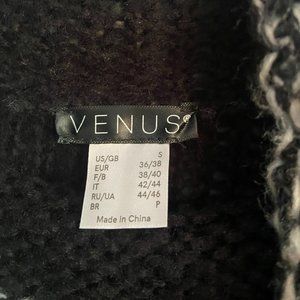 VENUS®
US/GB S
EUR 36/38
F/B 38/40
IT 42/44
RU/UA 44/46
BR P
Made in China